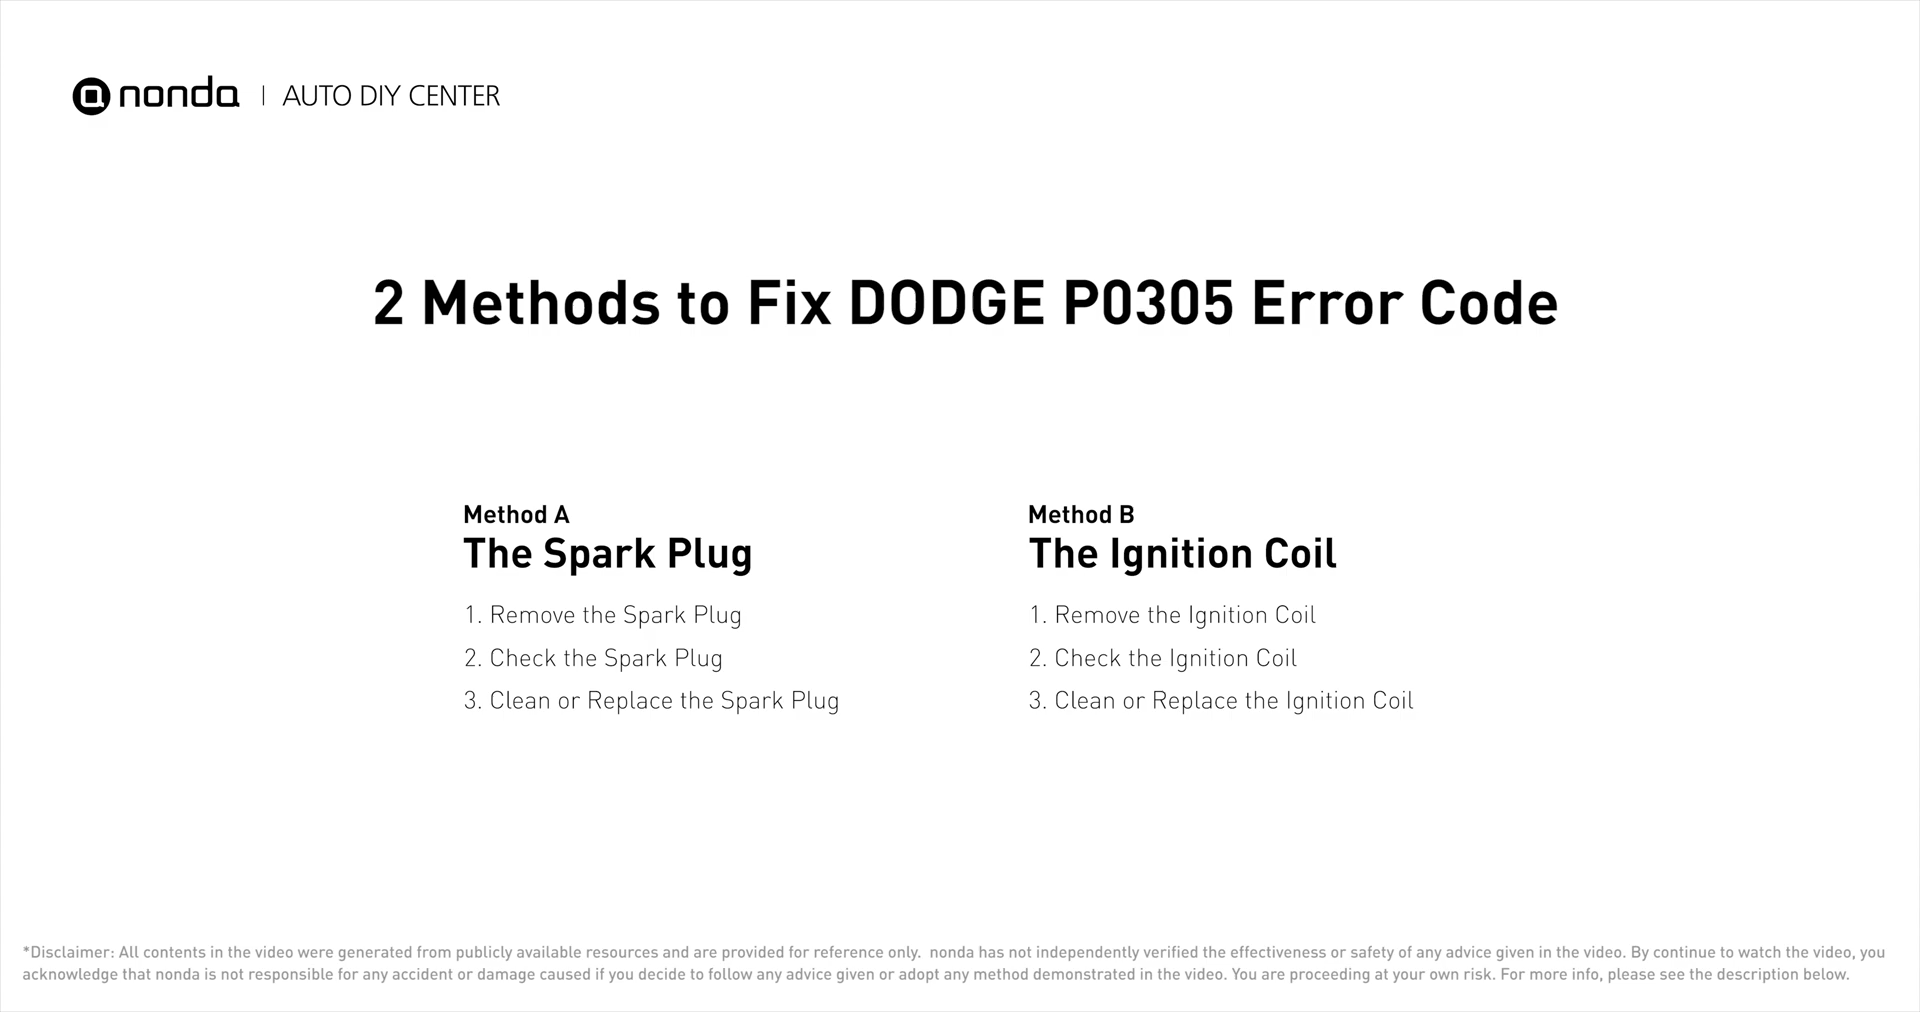 nonda | AUTO DIY CENTER
2 Methods to Fix DODGE P0305 Error Code
Method A
The Spark Plug
1. Remove the Spark Plug
2. Check the Spark Plug
3. Clean or Replace the Spark Plug
Method B
The Ignition Coil
1. Remove the Ignition Coil
2. Check the Ignition Coil
3. Clean or Replace the Ignition Coil
*Disclaimer: All contents in the video were generated from publicly available resources and are provided for reference only.  nonda has not independently verified the effectiveness or safety of any advice given in the video. By continue to watch the video, you
acknowledge that nonda is not responsible for any accident or damage caused if you decide to follow any advice given or adopt any method demonstrated in the video. You are proceeding at your own risk. For more info, please see the description below.